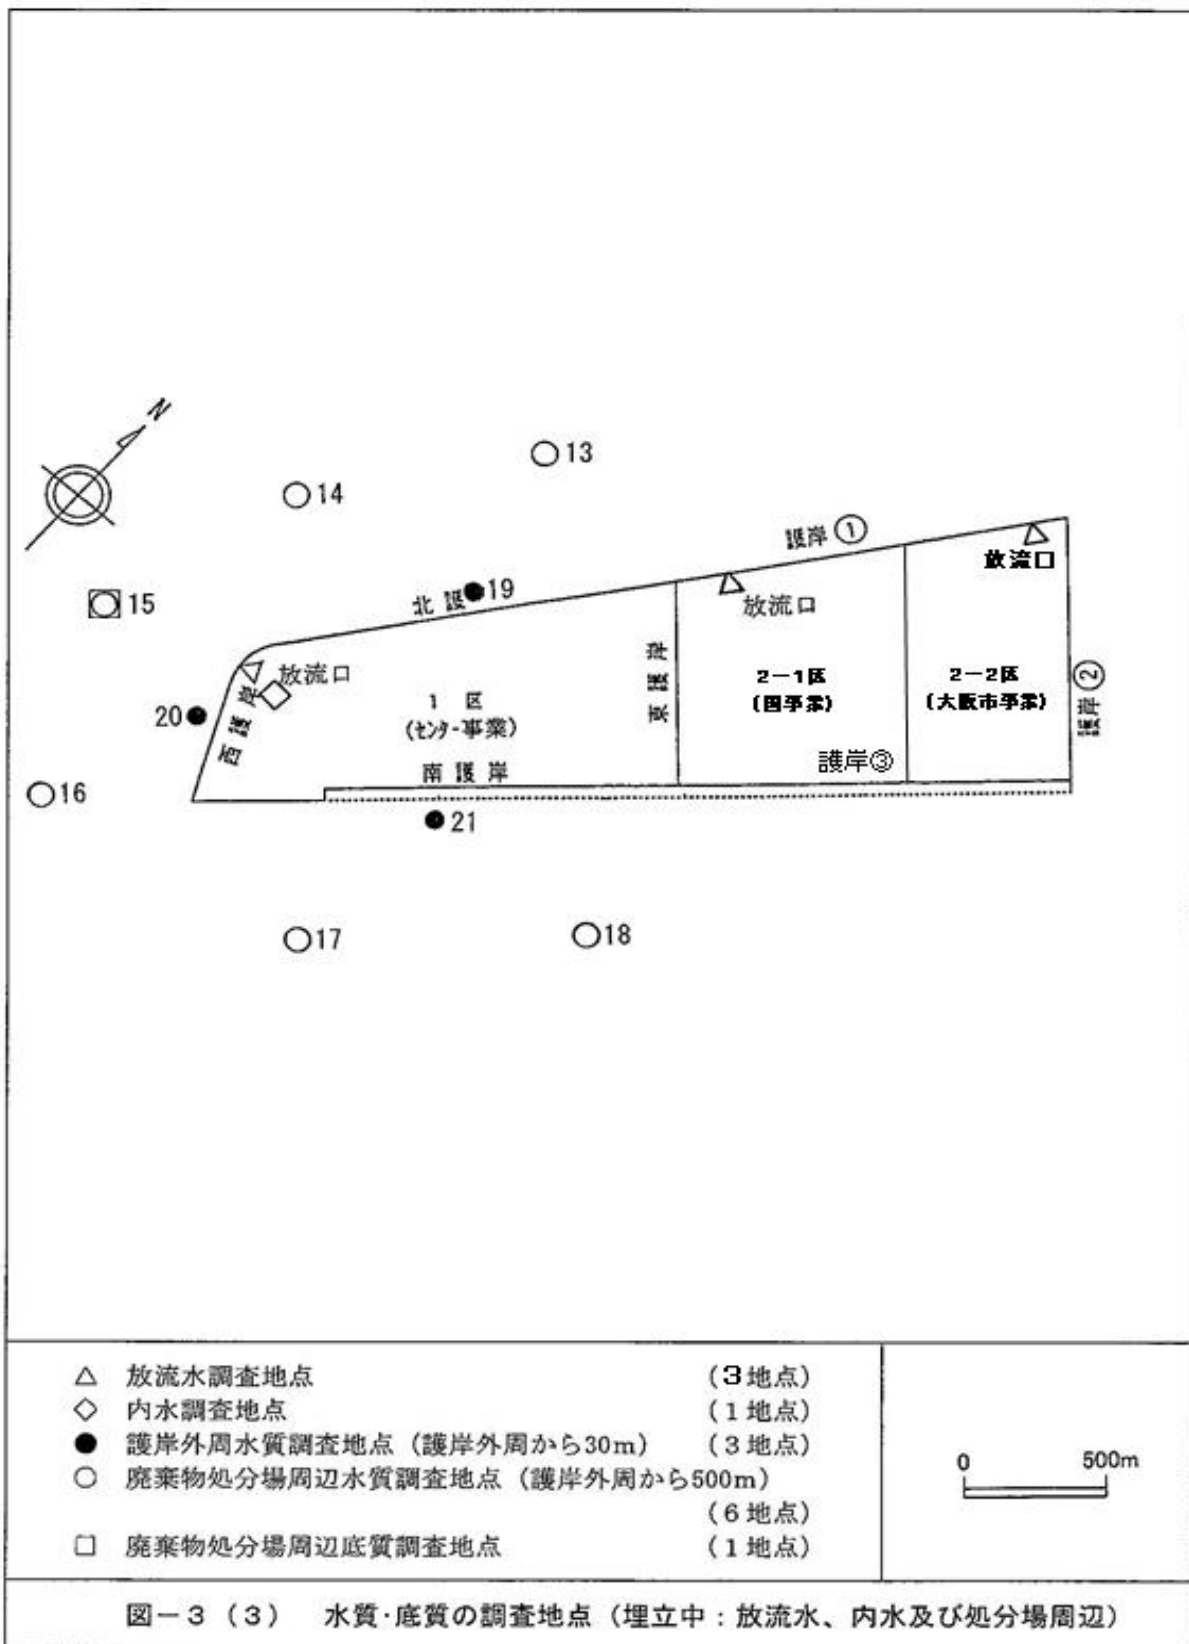 N
13
14
護岸①
放流口
15
北護
19
放流口
放流口
西護岸
20
1 区
(センター事業)
東護岸
2－1区
(国事業)
2－2区
(大阪市事業)
護岸②
護岸③
南護岸
16
21
17
18
△ 放流水調査地点 (3地点)
◇ 内水調査地点 (1地点)
● 護岸外周水質調査地点 (護岸外周から30m) (3地点)
○ 廃棄物処分場周辺水質調査地点 (護岸外周から500m)
(6地点)
□ 廃棄物処分場周辺底質調査地点 (1地点)
0 500m
図－3 (3) 水質・底質の調査地点 (埋立中：放流水、内水及び処分場周辺)